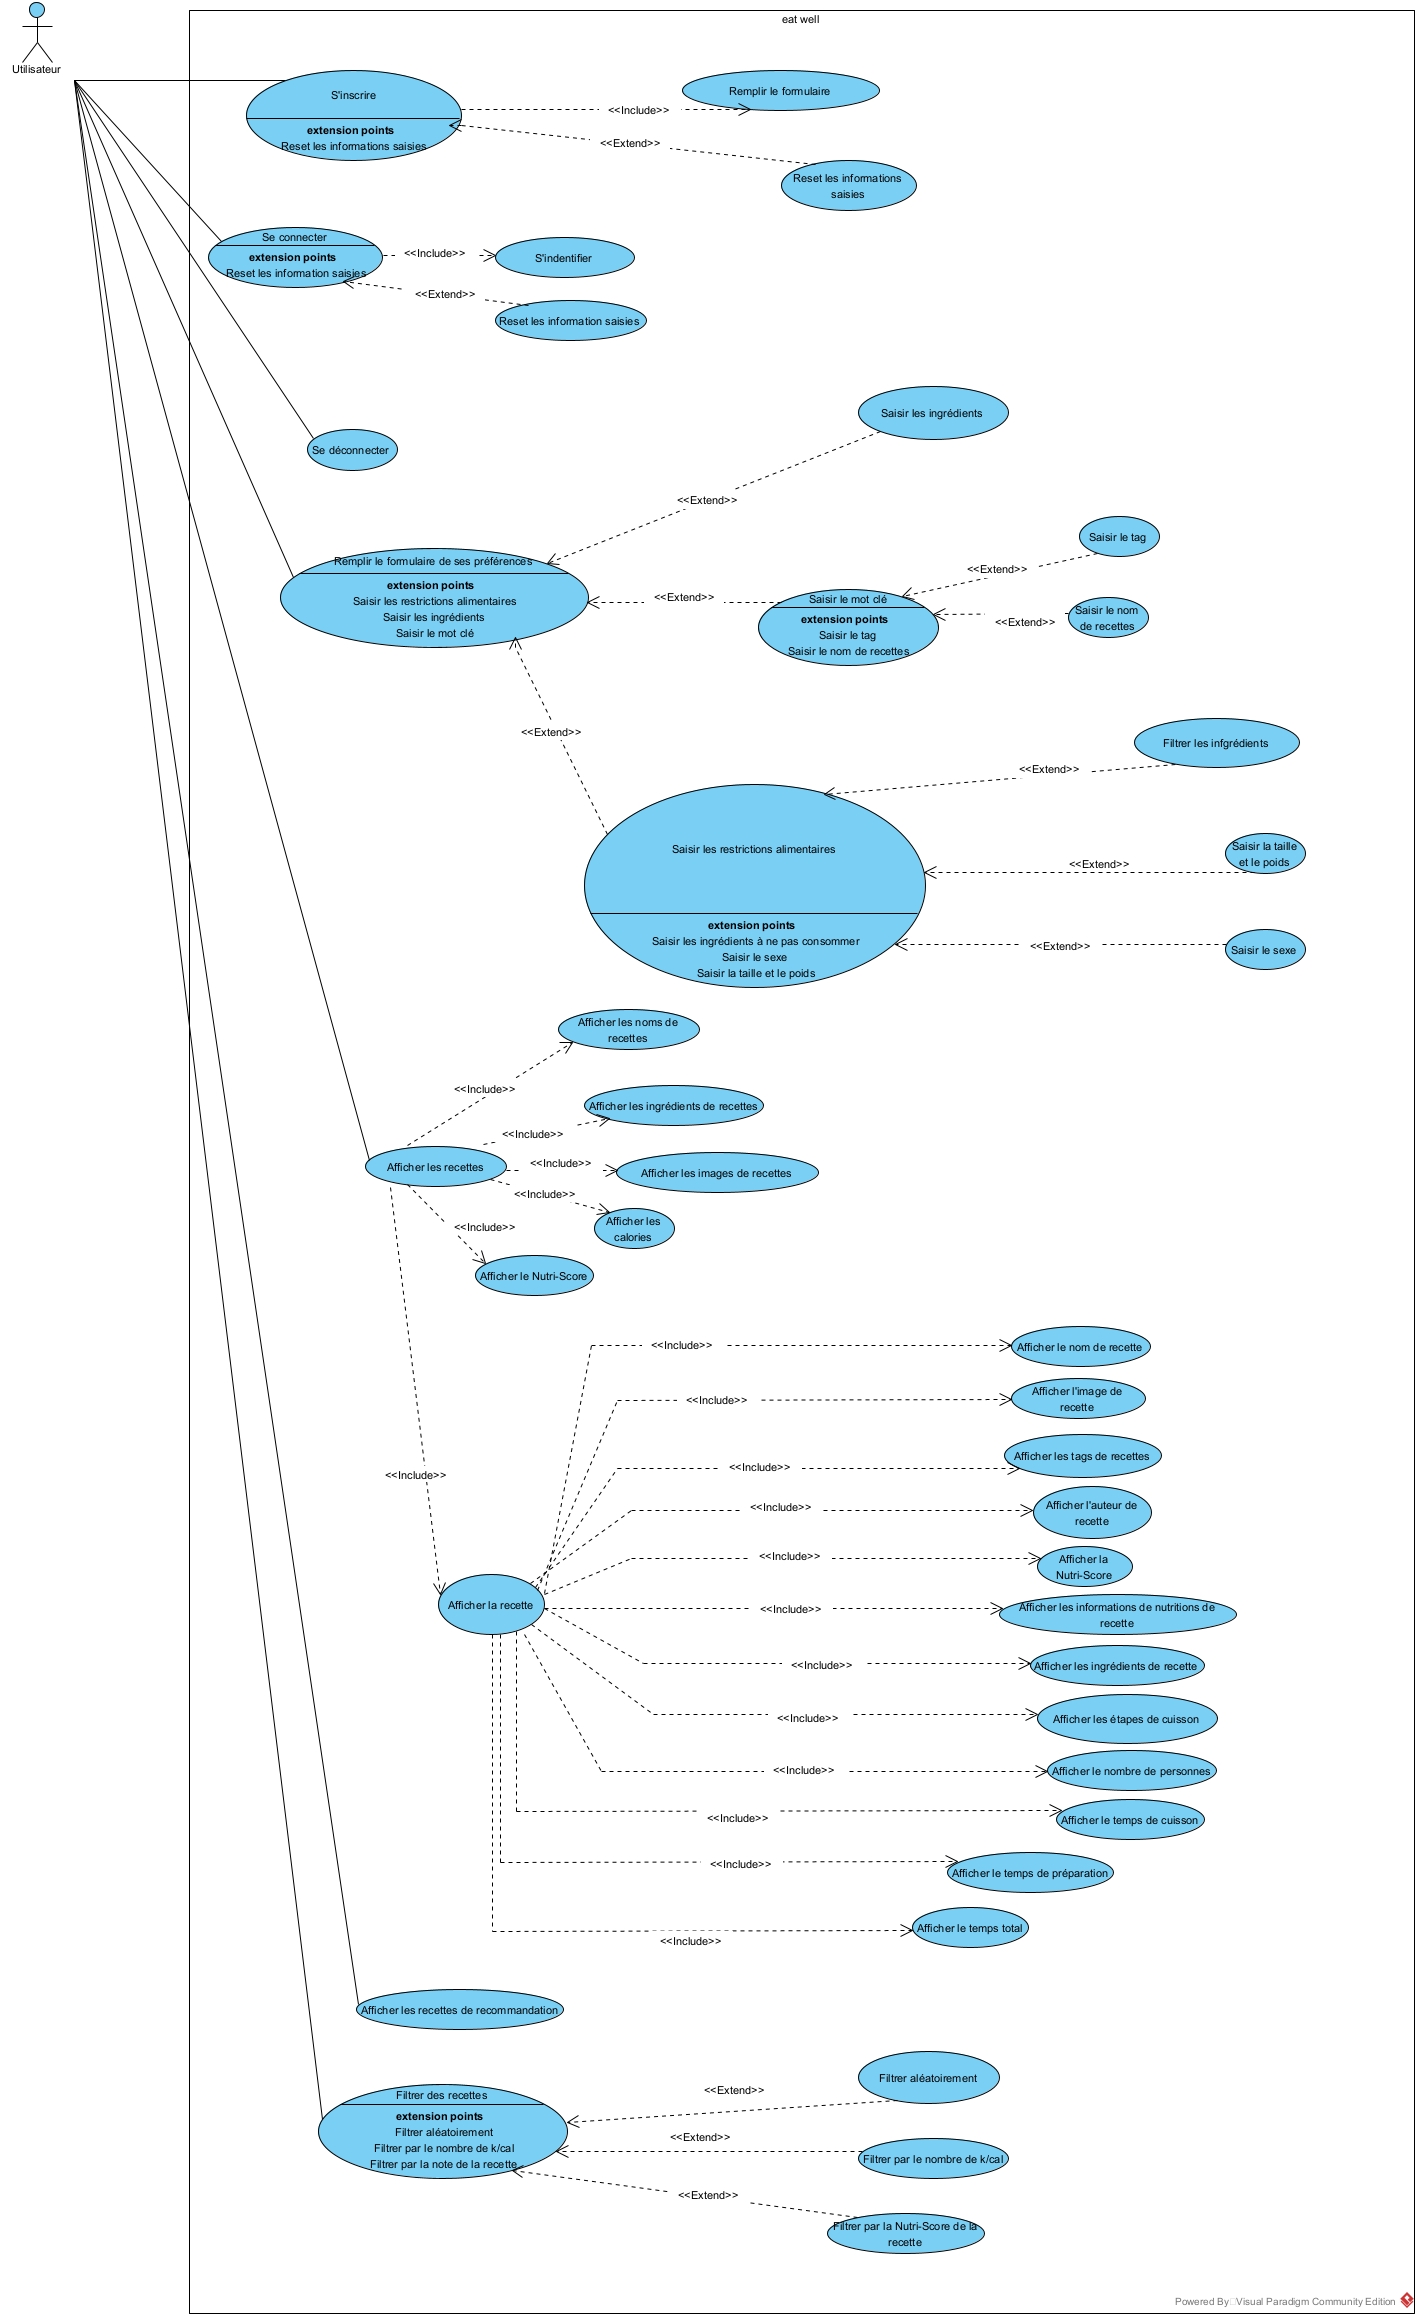 eat well
Utilisateur
S'inscrire
extension points
Reset les informations saisies
<<Include>>
Remplir le formulaire
<<Extend>>
Reset les informations
saisies
Se connecter
extension points
Reset les information saisies
<<Include>>
S'indentifier
<<Extend>>
Reset les information saisies
Se déconnecter
Saisir les ingrédients
<<Extend>>
Remplir le formulaire de ses préférences
extension points
Saisir les restrictions alimentaires
Saisir les ingrédients
Saisir le mot clé
<<Extend>>
Saisir le mot clé
extension points
Saisir le tag
Saisir le nom de recettes
<<Extend>>
Saisir le tag
<<Extend>>
Saisir le nom
de recettes
<<Extend>>
Filtrer les infgrédients
<<Extend>>
Saisir les restrictions alimentaires
extension points
Saisir les ingrédients à ne pas consommer
Saisir le sexe
Saisir la taille et le poids
<<Extend>>
Saisir la taille
et le poids
<<Extend>>
Saisir le sexe
Afficher les noms de
recettes
<<Include>>
Afficher les ingrédients de recettes
<<Include>>
Afficher les recettes
<<Include>>
Afficher les images de recettes
<<Include>>
Afficher les
calories
<<Include>>
Afficher le Nutri-Score
<<Include>>
Afficher la recette
<<Include>>
Afficher le nom de recette
<<Include>>
Afficher l'image de
recette
<<Include>>
Afficher les tags de recettes
<<Include>>
Afficher l'auteur de
recette
<<Include>>
Afficher la
Nutri-Score
<<Include>>
Afficher les informations de nutritions de
recette
<<Include>>
Afficher les ingrédients de recette
<<Include>>
Afficher les étapes de cuisson
<<Include>>
Afficher le nombre de personnes
<<Include>>
Afficher le temps de cuisson
<<Include>>
Afficher le temps de préparation
<<Include>>
Afficher le temps total
Afficher les recettes de recommandation
Filtrer des recettes
extension points
Filtrer aléatoirement
Filtrer par le nombre de k/cal
Filtrer par la note de la recette
<<Extend>>
Filtrer aléatoirement
<<Extend>>
Filtrer par le nombre de k/cal
<<Extend>>
Filtrer par la Nutri-Score de la
recette
Powered By Visual Paradigm Community Edition